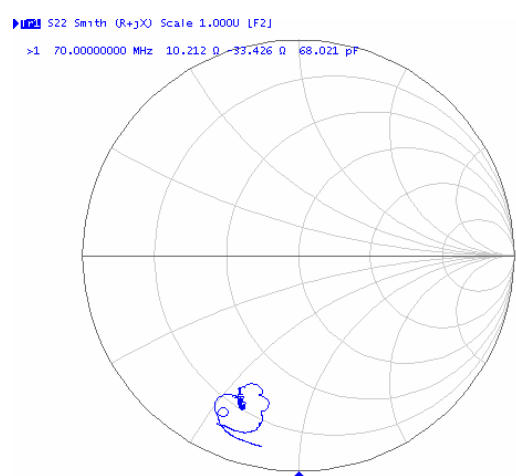 Tr1 S22 Smith (R+jX) Scale 1.000U [F2]
>1 70.00000000 MHz 10.212 Ω -33.426 Ω 68.021 pF
1